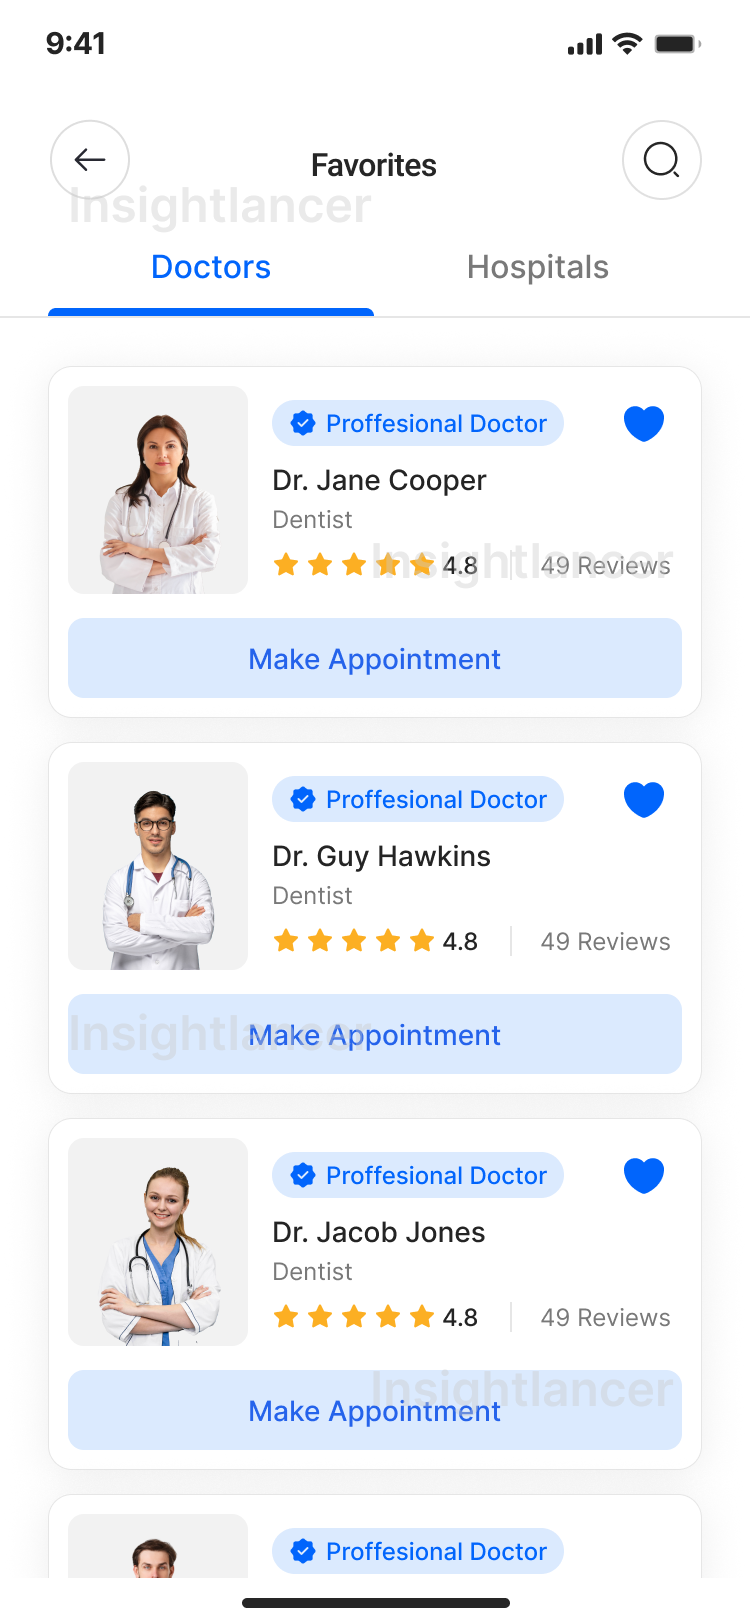 9:41
Favorites
Insightlancer
Doctors
Hospitals
Proffesional Doctor
Dr. Jane Cooper
Dentist
4.8
49 Reviews
Insightlancer
Make Appointment
Proffesional Doctor
Dr. Guy Hawkins
Dentist
4.8
49 Reviews
Make Appointment
Insightlancer
Proffesional Doctor
Dr. Jacob Jones
Dentist
4.8
49 Reviews
Make Appointment
Insightlancer
Proffesional Doctor